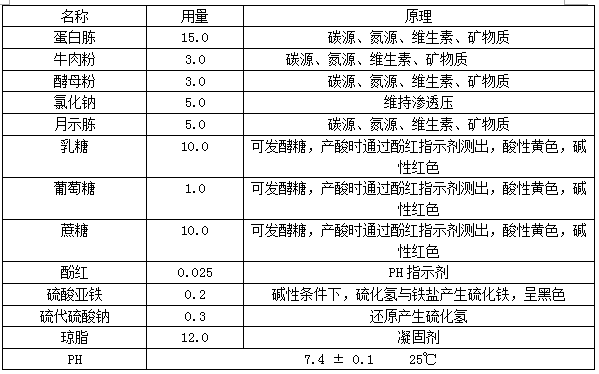 名称 用量 原理
蛋白胨 15.0 碳源、氮源、维生素、矿物质
牛肉粉 3.0 碳源、氮源、维生素、矿物质
酵母粉 3.0 碳源、氮源、维生素、矿物质
氯化钠 5.0 维持渗透压
月示胨 5.0 碳源、氮源、维生素、矿物质
乳糖 10.0 可发酵糖，产酸时通过酚红指示剂测出，酸性黄色，碱
性红色
葡萄糖 1.0 可发酵糖，产酸时通过酚红指示剂测出，酸性黄色，碱
性红色
蔗糖 10.0 可发酵糖，产酸时通过酚红指示剂测出，酸性黄色，碱
性红色
酚红 0.025 PH指示剂
硫酸亚铁 0.2 碱性条件下，硫化氢与铁盐产生硫化铁，呈黑色
硫代硫酸钠 0.3 还原产生硫化氢
琼脂 12.0 凝固剂
PH 7.4 ± 0.1 25℃